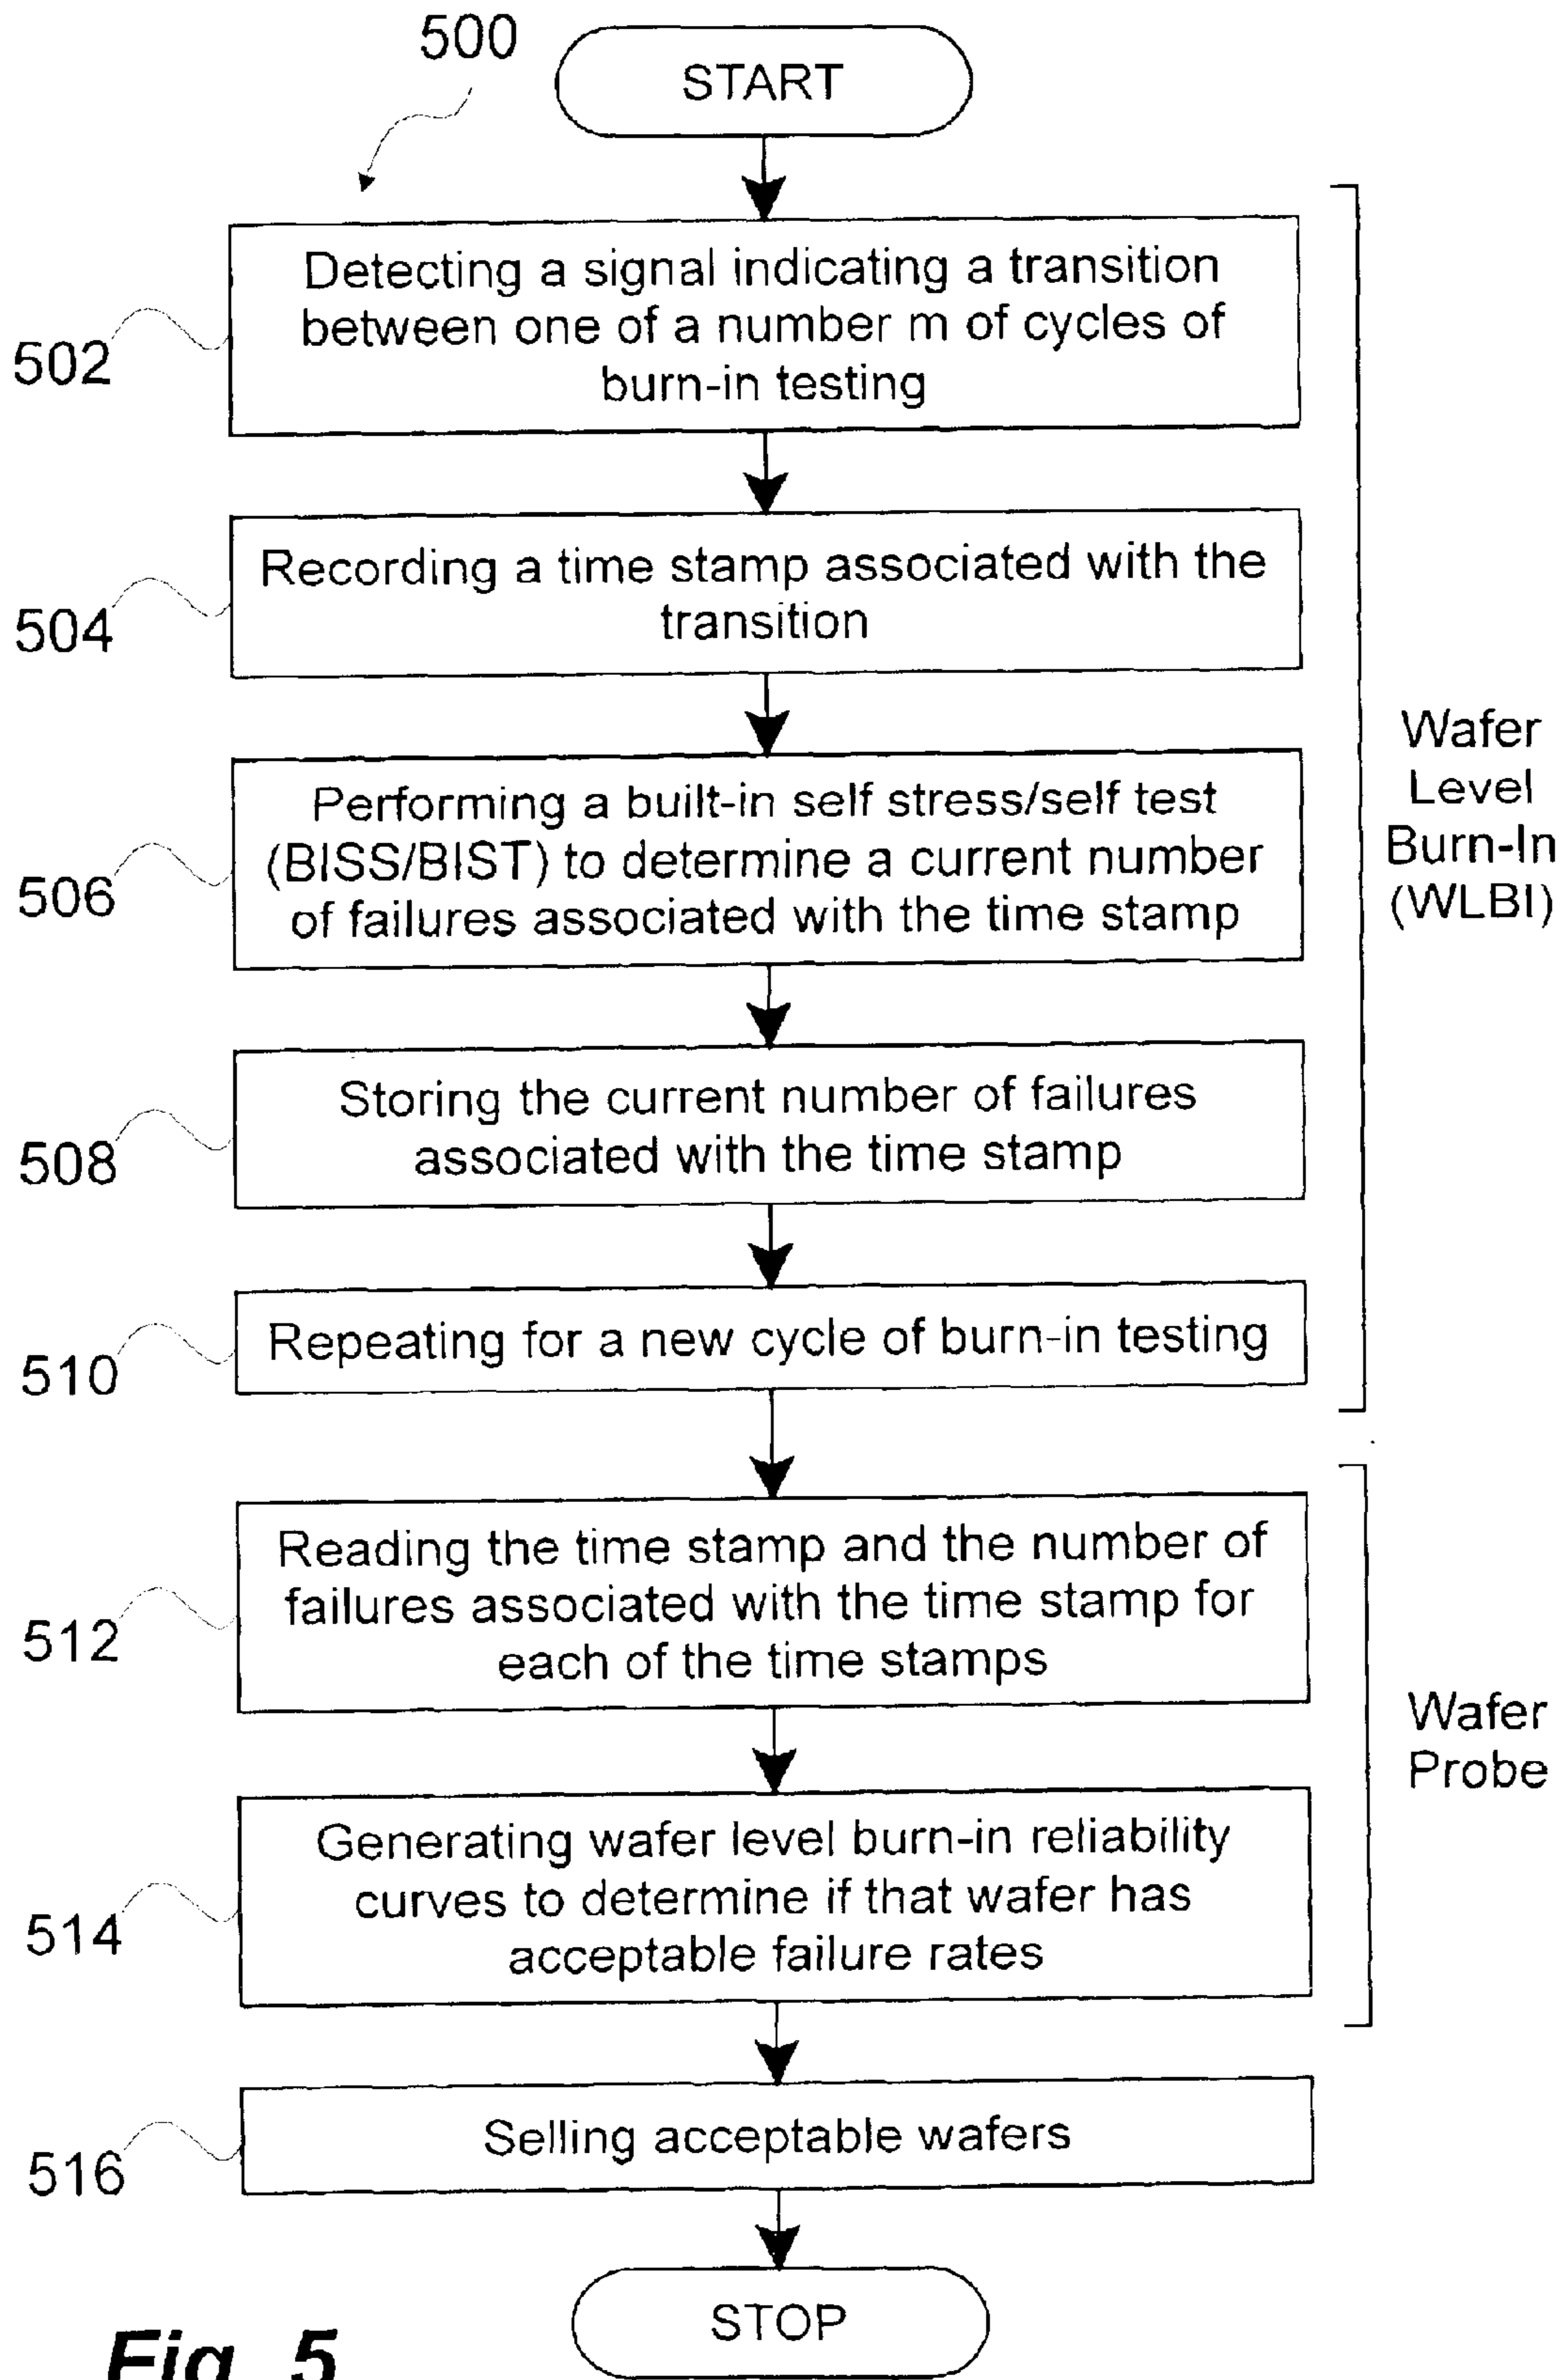 500
START
Detecting a signal indicating a transition
between one of a number m of cycles of
burn-in testing
502
Recording a time stamp associated with the
transition
504
Performing a built-in self stress/self test
(BISS/BIST) to determine a current number
of failures associated with the time stamp
506
Storing the current number of failures
associated with the time stamp
508
Repeating for a new cycle of burn-in testing
510
Wafer
Level
Burn-In
(WLBI)
Reading the time stamp and the number of
failures associated with the time stamp for
each of the time stamps
512
Generating wafer level burn-in reliability
curves to determine if that wafer has
acceptable failure rates
514
Wafer
Probe
Selling acceptable wafers
516
STOP
Fig. 5